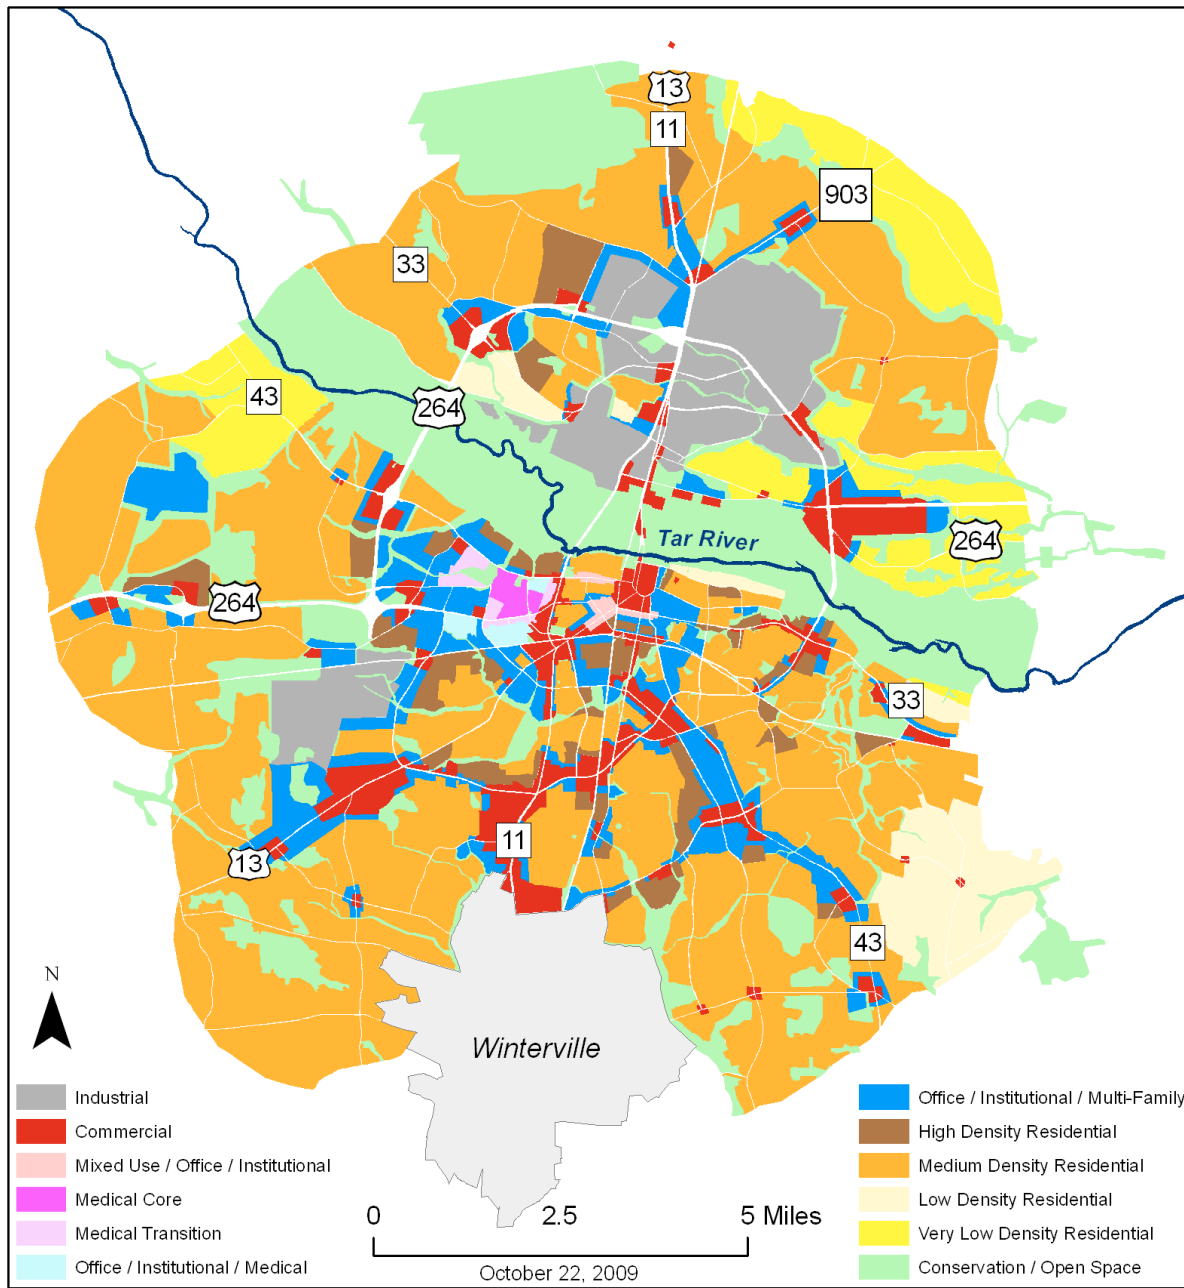 13
11
903
33
43
264
Tar River
264
264
33
13
11
43
N
Winterville
Industrial
Commercial
Mixed Use / Office / Institutional
Medical Core
Medical Transition
Office / Institutional / Medical
0 2.5 5 Miles
October 22, 2009
Office / Institutional / Multi-Family
High Density Residential
Medium Density Residential
Low Density Residential
Very Low Density Residential
Conservation / Open Space